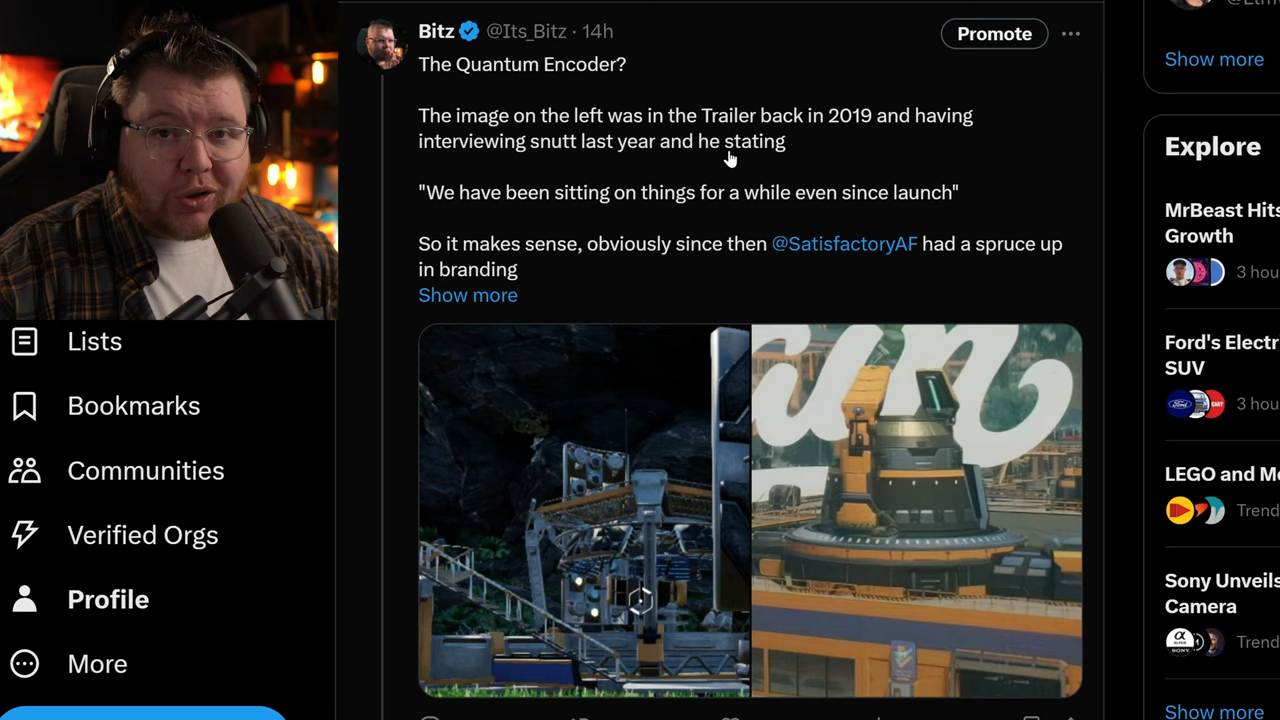 Bitz @Its_Bitz · 14h
Promote
The Quantum Encoder?
The image on the left was in the Trailer back in 2019 and having
interviewing snutt last year and he stating
"We have been sitting on things for a while even since launch"
So it makes sense, obviously since then @SatisfactoryAF had a spruce up
in branding
Show more
Lists
Bookmarks
Communities
Verified Orgs
Profile
More
Show more
Explore
MrBeast Hits
Growth
3 hou
Ford's Electr
SUV
3 hou
LEGO and Mo
Trend
Sony Unveils
Camera
Trend
Show more